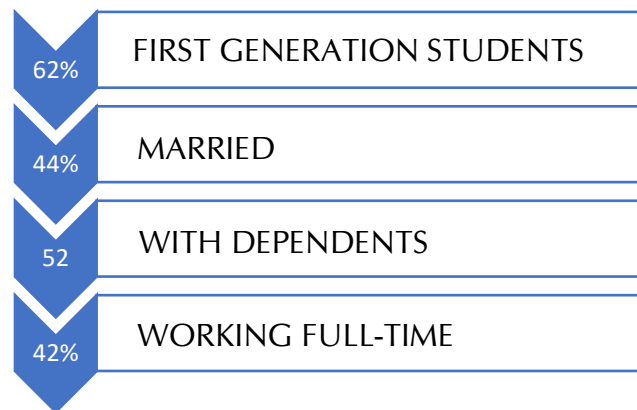 62% FIRST GENERATION STUDENTS
44% MARRIED
52 WITH DEPENDENTS
42% WORKING FULL-TIME